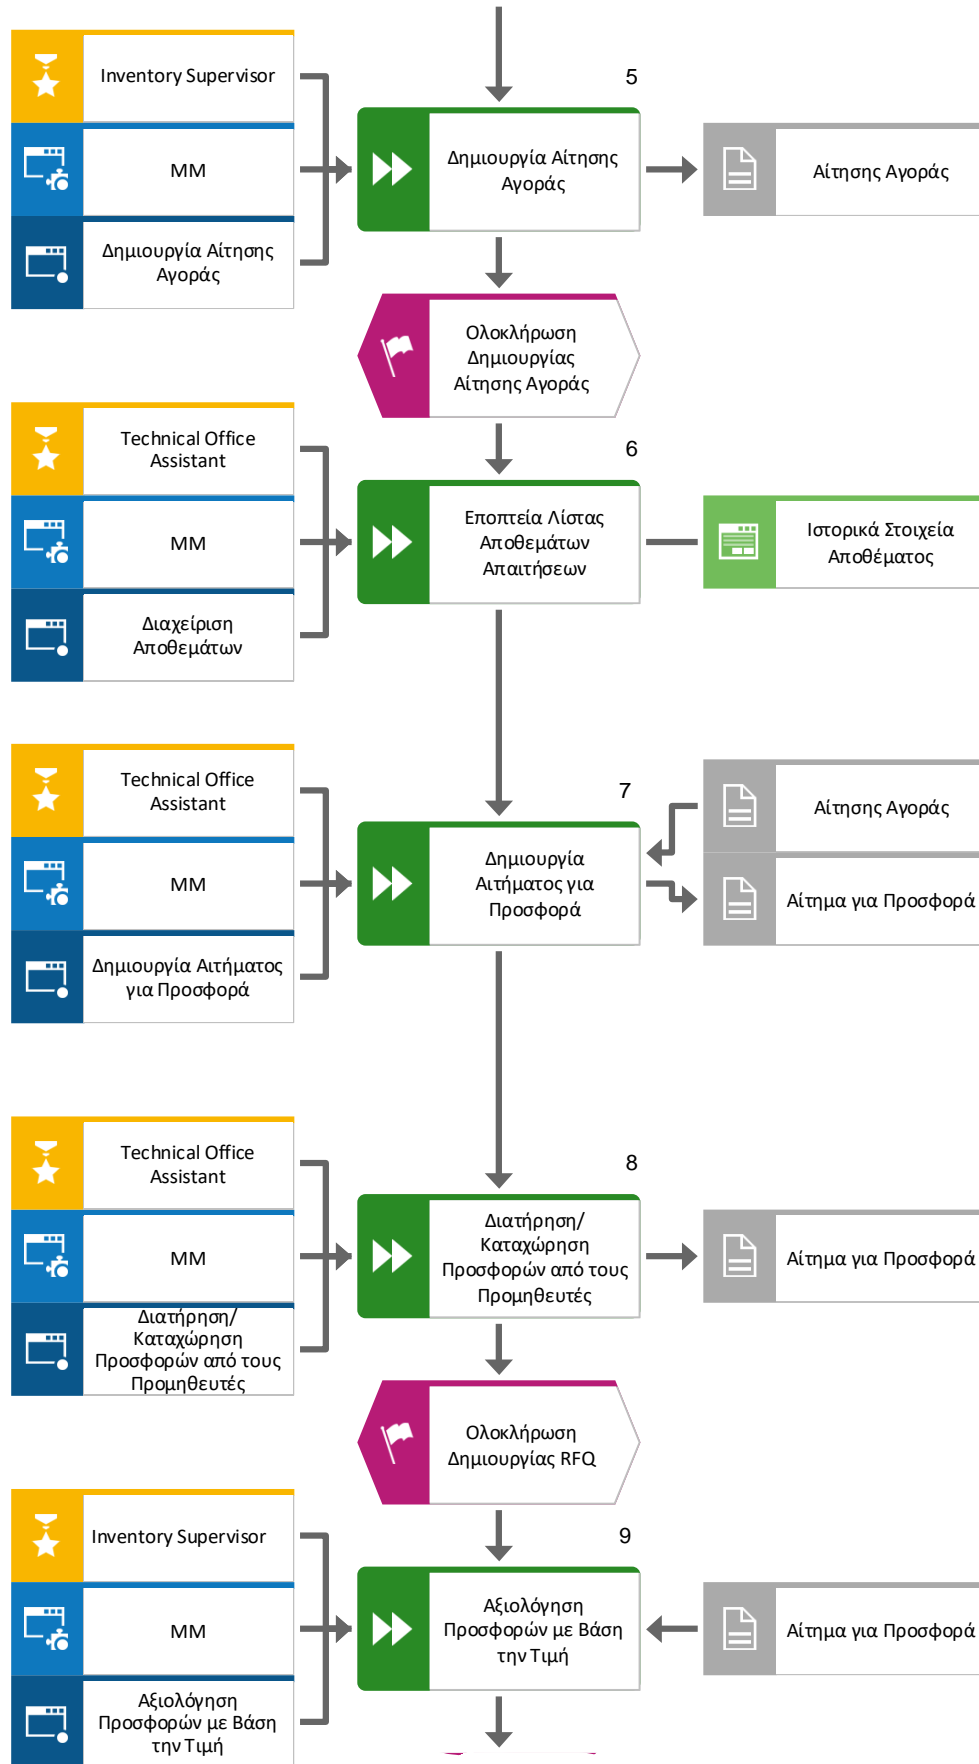 Inventory Supervisor
MM
Δημιουργία Αίτησης
Αγοράς
5
Δημιουργία Αίτησης
Αγοράς
Αίτησης Αγοράς
Ολοκλήρωση
Δημιουργίας
Αίτησης Αγοράς
Technical Office
Assistant
MM
Διαχείριση
Αποθεμάτων
6
Εποπτεία Λίστας
Αποθεμάτων
Απαιτήσεων
Ιστορικά Στοιχεία
Αποθέματος
Technical Office
Assistant
MM
Δημιουργία Αιτήματος
για Προσφορά
7
Δημιουργία
Αιτήματος για
Προσφορά
Αίτησης Αγοράς
Αίτημα για Προσφορά
Technical Office
Assistant
MM
Διατήρηση/
Καταχώρηση
Προσφορών από τους
Προμηθευτές
8
Διατήρηση/
Καταχώρηση
Προσφορών από τους
Προμηθευτές
Αίτημα για Προσφορά
Ολοκλήρωση
Δημιουργίας RFQ
Inventory Supervisor
MM
Αξιολόγηση
Προσφορών με Βάση
την Τιμή
9
Αξιολόγηση
Προσφορών με Βάση
την Τιμή
Αίτημα για Προσφορά